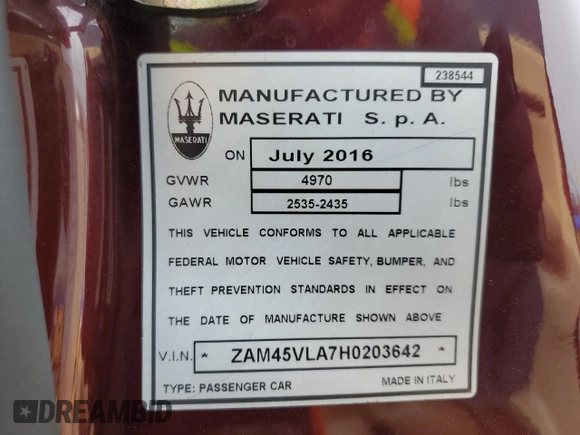 238544
MANUFACTURED BY
MASERATI S. p. A.
MASERATI
ON July 2016
GVWR 4970 lbs
GAWR 2535-2435 lbs
THIS VEHICLE CONFORMS TO ALL APPLICABLE
FEDERAL MOTOR VEHICLE SAFETY, BUMPER, AND
THEFT PREVENTION STANDARDS IN EFFECT ON
THE DATE OF MANUFACTURE SHOWN ABOVE
V.I.N. * ZAM45VLA7H0203642 *
TYPE: PASSENGER CAR MADE IN ITALY
DREAMBID